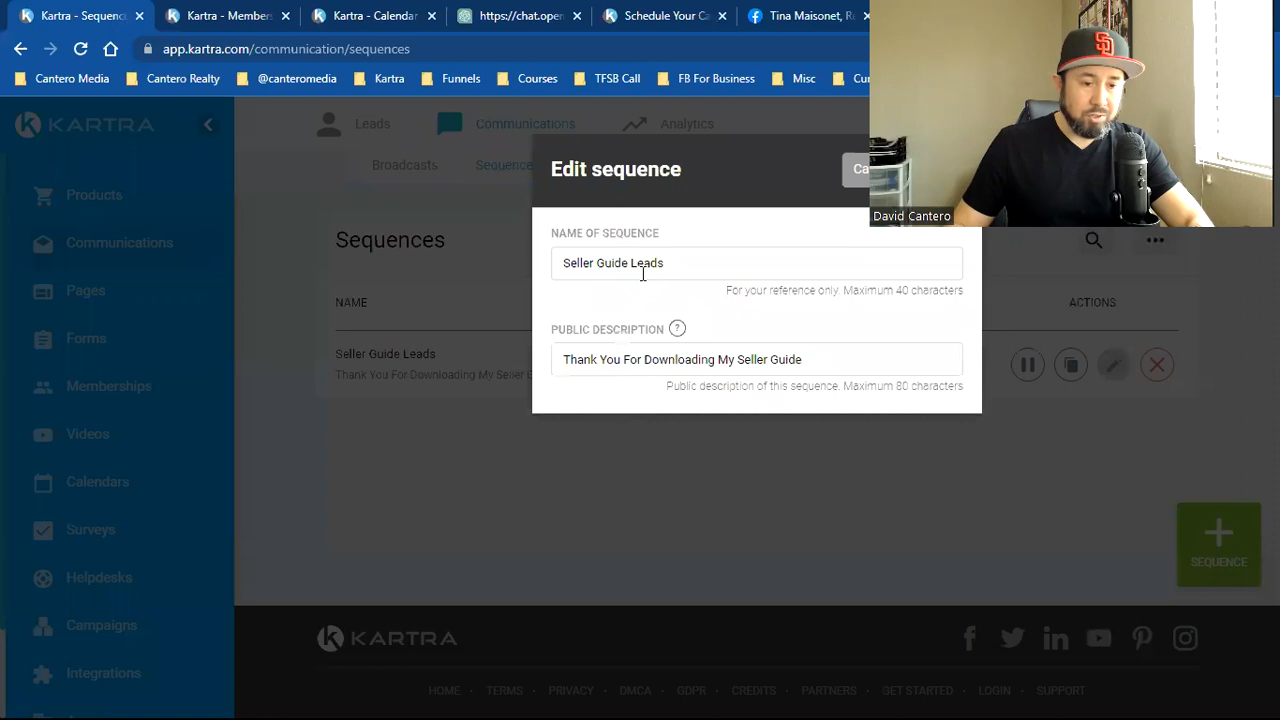 Kartra - Sequenc
Kartra - Members
Kartra - Calendar
https://chat.open
Schedule Your Ca
Tina Maisonet, R
app.kartra.com/communication/sequences
Cantero Media
Cantero Realty
@canteromedia
Kartra
Funnels
Courses
TFSB Call
FB For Business
Misc
Cur
KARTRA
Leads
Communications
Analytics
Broadcasts
Sequence
Edit sequence
Ca
David Cantero
Products
Communications
Pages
Forms
Memberships
Videos
Calendars
Surveys
Helpdesks
Campaigns
Integrations
Sequences
NAME
ACTIONS
Seller Guide Leads
Thank You For Downloading My Seller G
NAME OF SEQUENCE
Seller Guide Leads
For your reference only. Maximum 40 characters
PUBLIC DESCRIPTION ?
Thank You For Downloading My Seller Guide
Public description of this sequence. Maximum 80 characters
SEQUENCE
KARTRA
HOME
TERMS
PRIVACY
DMCA
GDPR
CREDITS
PARTNERS
GET STARTED
LOGIN
SUPPORT